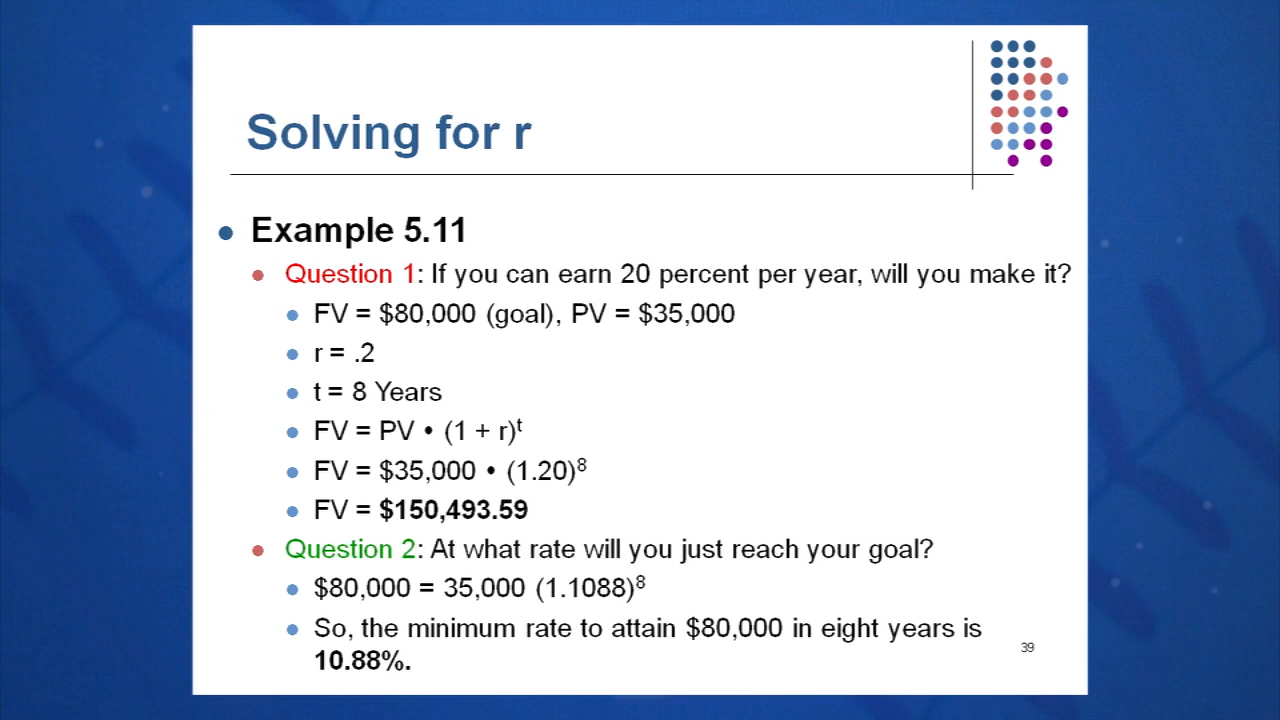 Solving for r
Example 5.11
Question 1: If you can earn 20 percent per year, will you make it?
FV = $80,000 (goal), PV = $35,000
r = .2
t = 8 Years
FV = PV • (1 + r)ᵗ
FV = $35,000 • (1.20)⁸
FV = $150,493.59
Question 2: At what rate will you just reach your goal?
$80,000 = 35,000 (1.1088)⁸
So, the minimum rate to attain $80,000 in eight years is
10.88%.
39